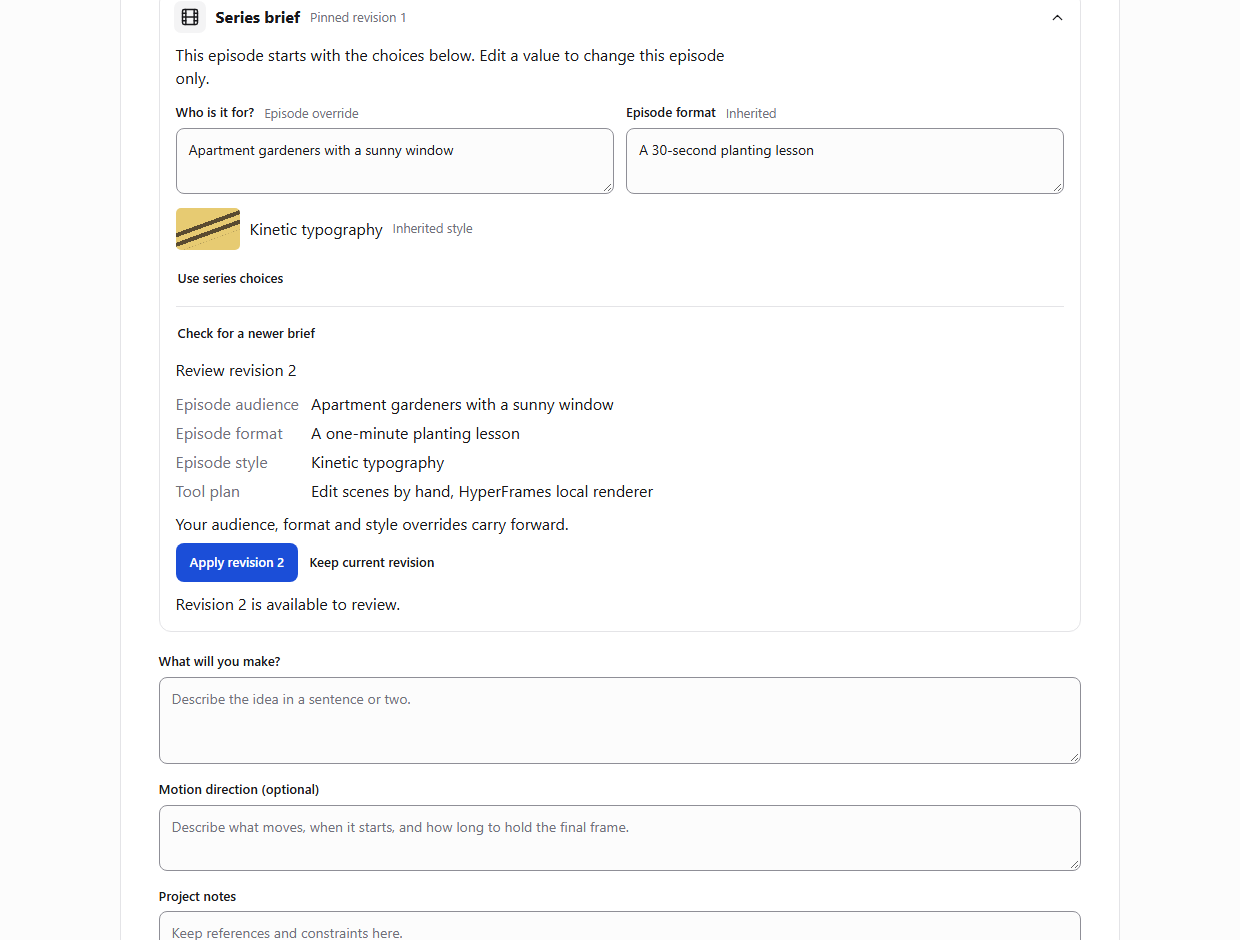 Series brief Pinned revision 1
This episode starts with the choices below. Edit a value to change this episode
only.
Who is it for? Episode override
Episode format Inherited
Apartment gardeners with a sunny window
A 30-second planting lesson
Kinetic typography Inherited style
Use series choices
Check for a newer brief
Review revision 2
Episode audience Apartment gardeners with a sunny window
Episode format A one-minute planting lesson
Episode style Kinetic typography
Tool plan Edit scenes by hand, HyperFrames local renderer
Your audience, format and style overrides carry forward.
Apply revision 2 Keep current revision
Revision 2 is available to review.
What will you make?
Describe the idea in a sentence or two.
Motion direction (optional)
Describe what moves, when it starts, and how long to hold the final frame.
Project notes
Keep references and constraints here.